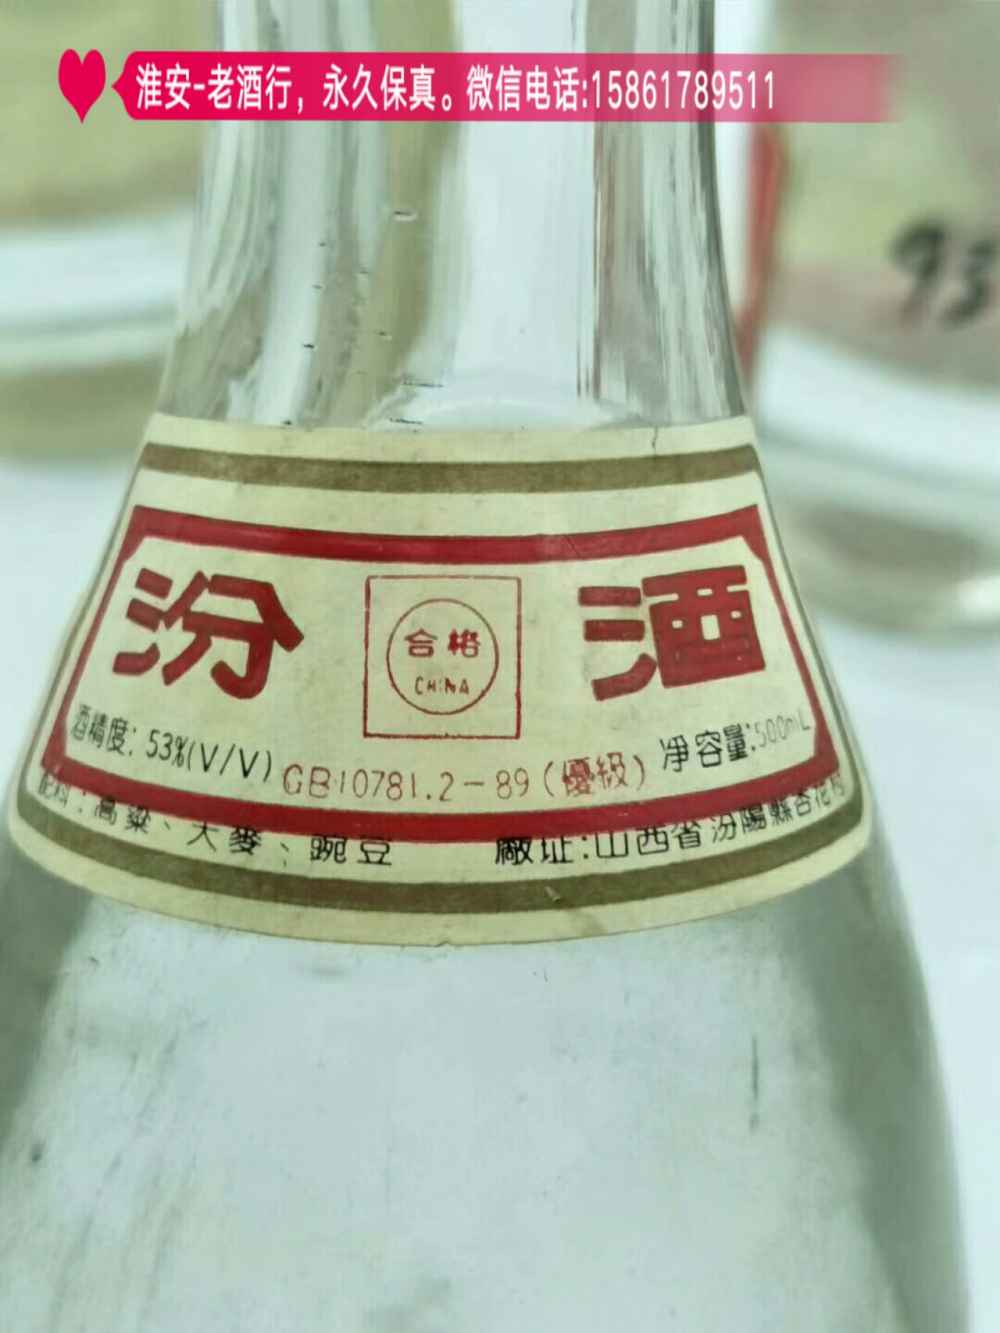 淮安-老酒行，永久保真。微信电话:15861789511
93
汾 酒
合格
CHINA
酒精度: 53%(V/V)
GB10781.2-89(優級)
净容量:500mL
配料:高粱、大麥、豌豆
廠址:山西省汾陽縣杏花村